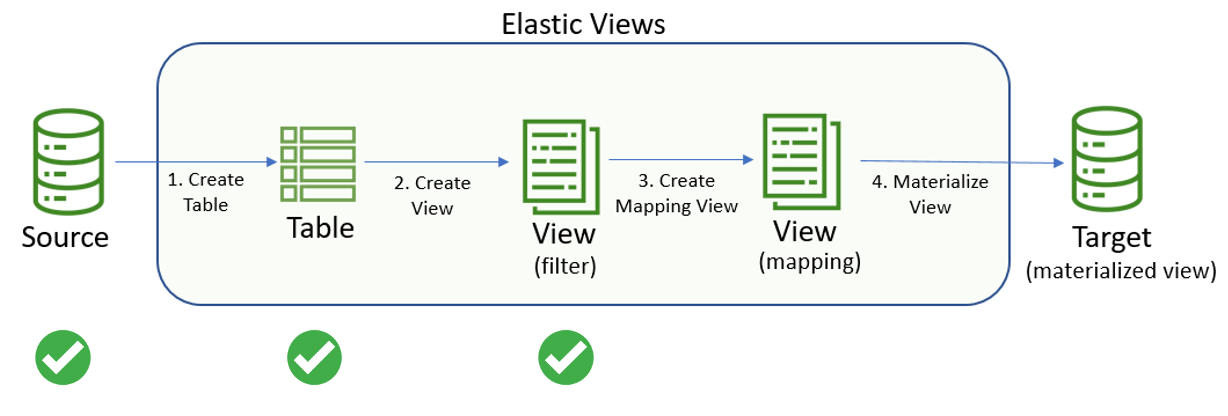 Elastic Views
1. Create
Table
2. Create
View
3. Create
Mapping View
4. Materialize
View
Source
Table
View
(filter)
View
(mapping)
Target
(materialized view)